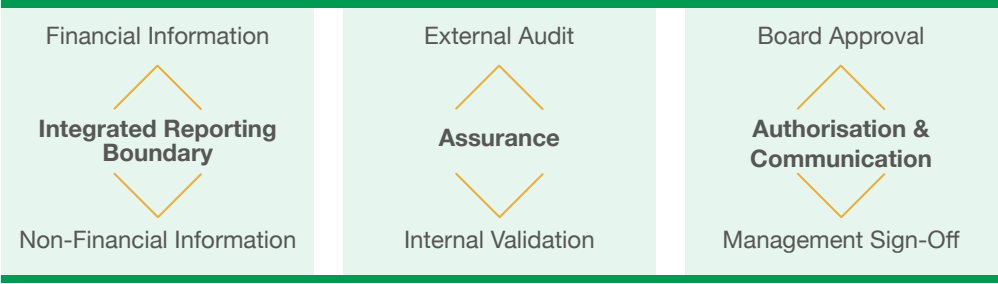 Financial Information
Integrated Reporting
Boundary
Non-Financial Information
External Audit
Assurance
Internal Validation
Board Approval
Authorisation &
Communication
Management Sign-Off